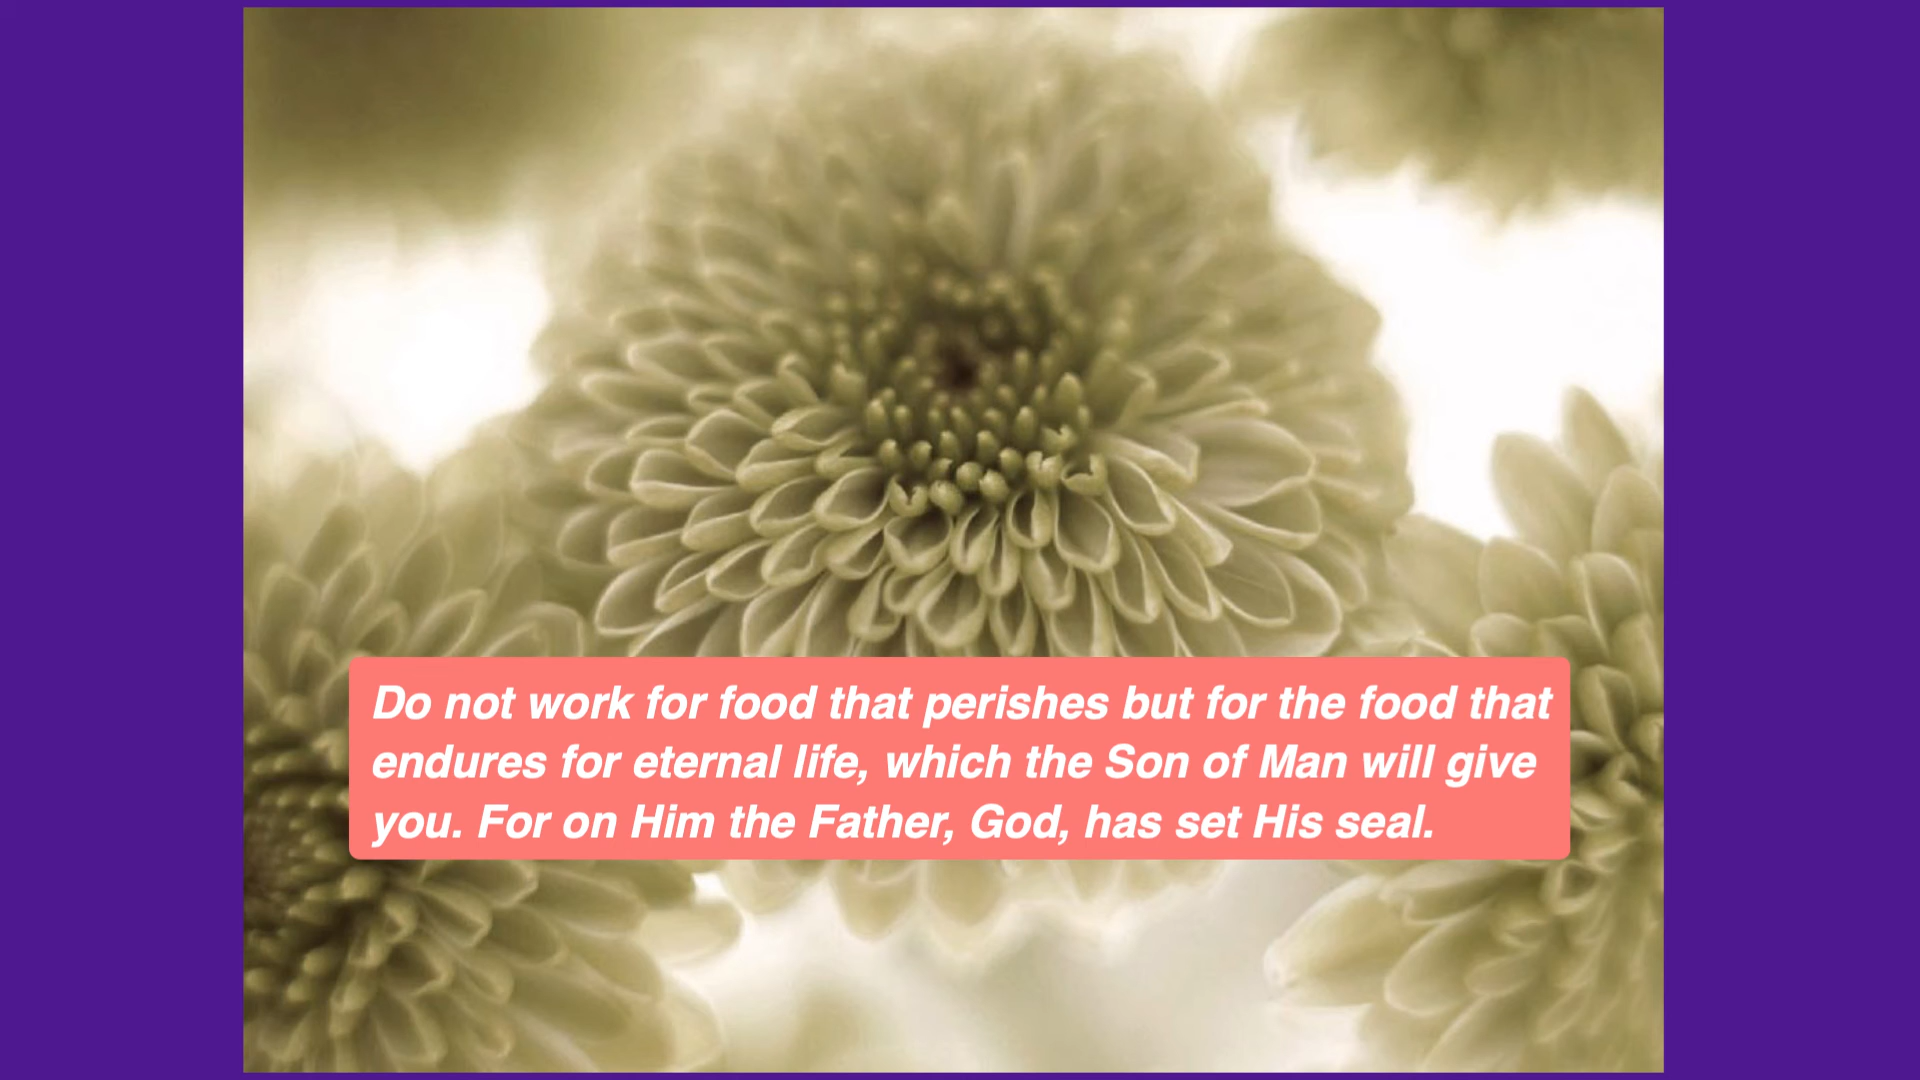 Do not work for food that perishes but for the food that
endures for eternal life, which the Son of Man will give
you. For on Him the Father, God, has set His seal.